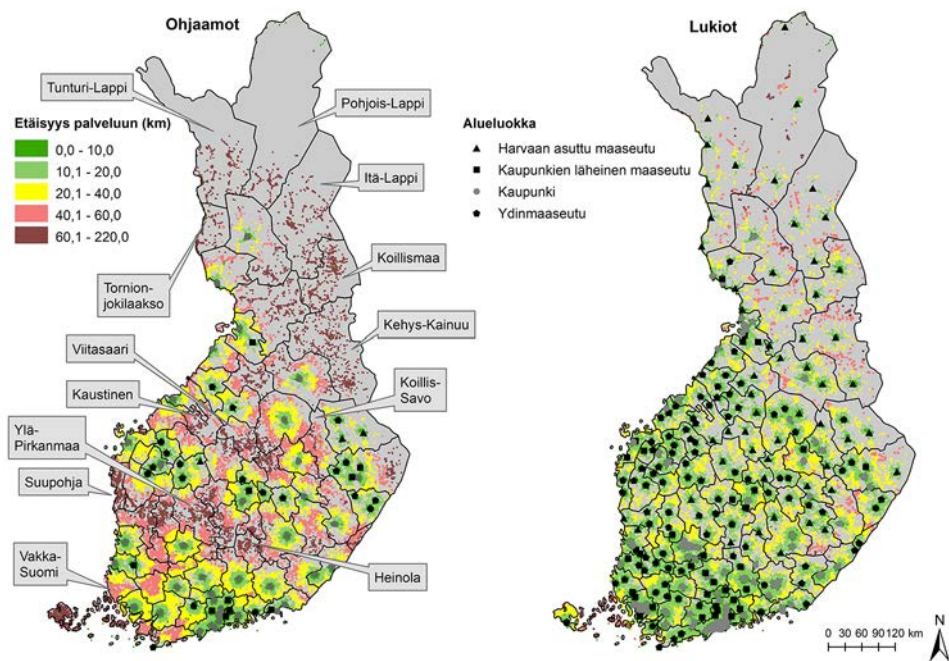 Ohjaamot
Lukiot
Tunturi-Lappi
Pohjois-Lappi
Etäisyys palveluun (km)
0,0 - 10,0
10,1 - 20,0
20,1 - 40,0
40,1 - 60,0
60,1 - 220,0
Itä-Lappi
Koillismaa
Tornion-
jokilaakso
Kehys-Kainuu
Viitasaari
Kaustinen
Koillis-
Savo
Ylä-
Pirkanmaa
Suupohja
Vakka-
Suomi
Heinola
Alueluokka
Harvaan asuttu maaseutu
Kaupunkien läheinen maaseutu
Kaupunki
Ydinmaaseutu
N
0 30 60 90 120 km